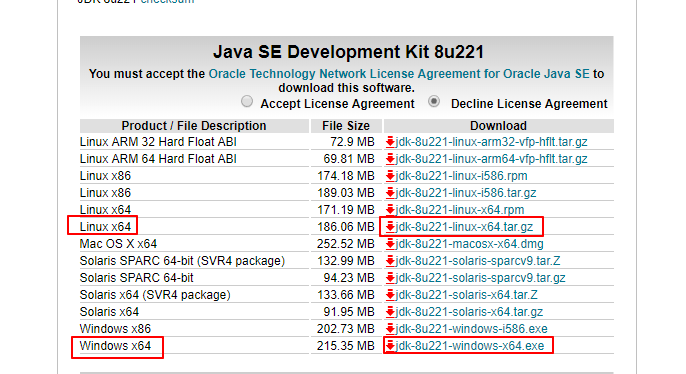 JDK 8u221 checksum
Java SE Development Kit 8u221
You must accept the Oracle Technology Network License Agreement for Oracle Java SE to
download this software.
Accept License Agreement Decline License Agreement
Product / File Description File Size Download
Linux ARM 32 Hard Float ABI 72.9 MB jdk-8u221-linux-arm32-vfp-hflt.tar.gz
Linux ARM 64 Hard Float ABI 69.81 MB jdk-8u221-linux-arm64-vfp-hflt.tar.gz
Linux x86 174.18 MB jdk-8u221-linux-i586.rpm
Linux x86 189.03 MB jdk-8u221-linux-i586.tar.gz
Linux x64 171.19 MB jdk-8u221-linux-x64.rpm
Linux x64 186.06 MB jdk-8u221-linux-x64.tar.gz
Mac OS X x64 252.52 MB jdk-8u221-macosx-x64.dmg
Solaris SPARC 64-bit (SVR4 package) 132.99 MB jdk-8u221-solaris-sparcv9.tar.Z
Solaris SPARC 64-bit 94.23 MB jdk-8u221-solaris-sparcv9.tar.gz
Solaris x64 (SVR4 package) 133.66 MB jdk-8u221-solaris-x64.tar.Z
Solaris x64 91.95 MB jdk-8u221-solaris-x64.tar.gz
Windows x86 202.73 MB jdk-8u221-windows-i586.exe
Windows x64 215.35 MB jdk-8u221-windows-x64.exe